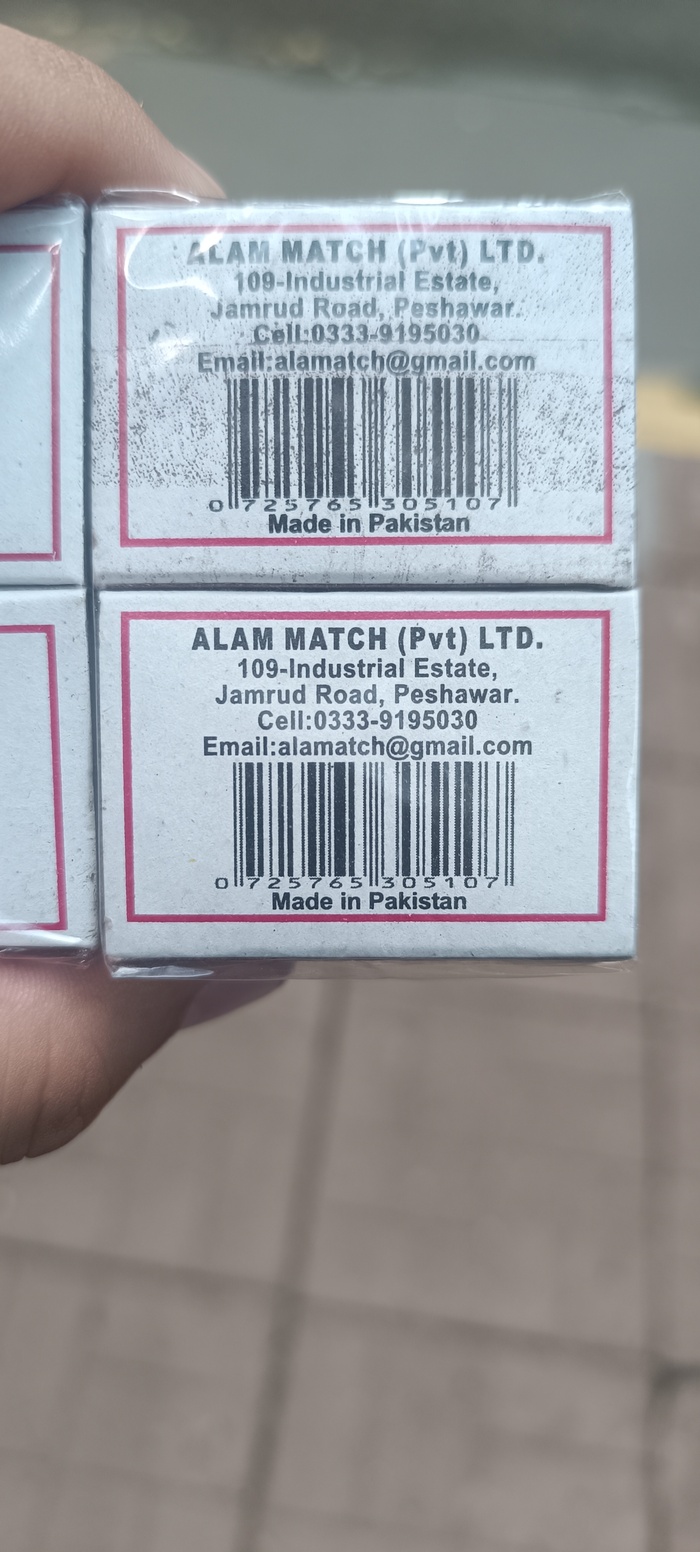 ALAM MATCH (Pvt) LTD.
109-Industrial Estate,
Jamrud Road, Peshawar.
Cell:0333-9195030
Email:alamatch@gmail.com
0 725765 305107
Made in Pakistan
ALAM MATCH (Pvt) LTD.
109-Industrial Estate,
Jamrud Road, Peshawar.
Cell:0333-9195030
Email:alamatch@gmail.com
0 725765 305107
Made in Pakistan